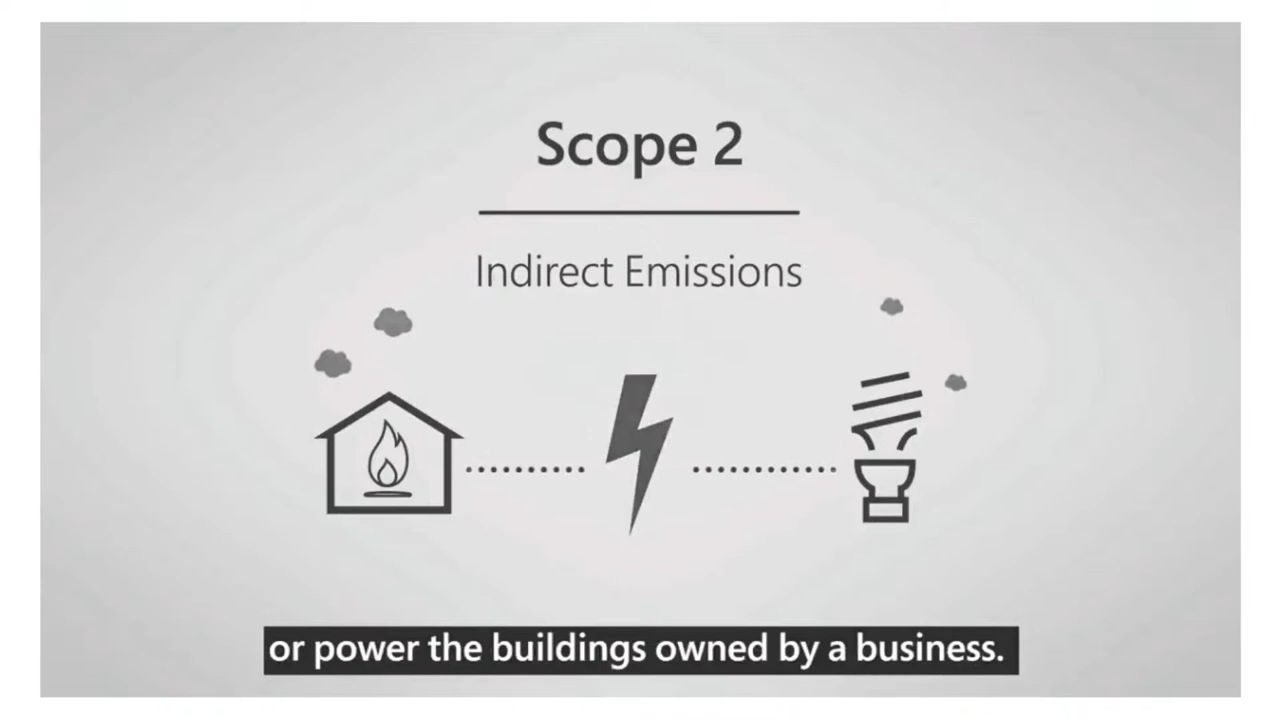 Scope 2
Indirect Emissions
or power the buildings owned by a business.